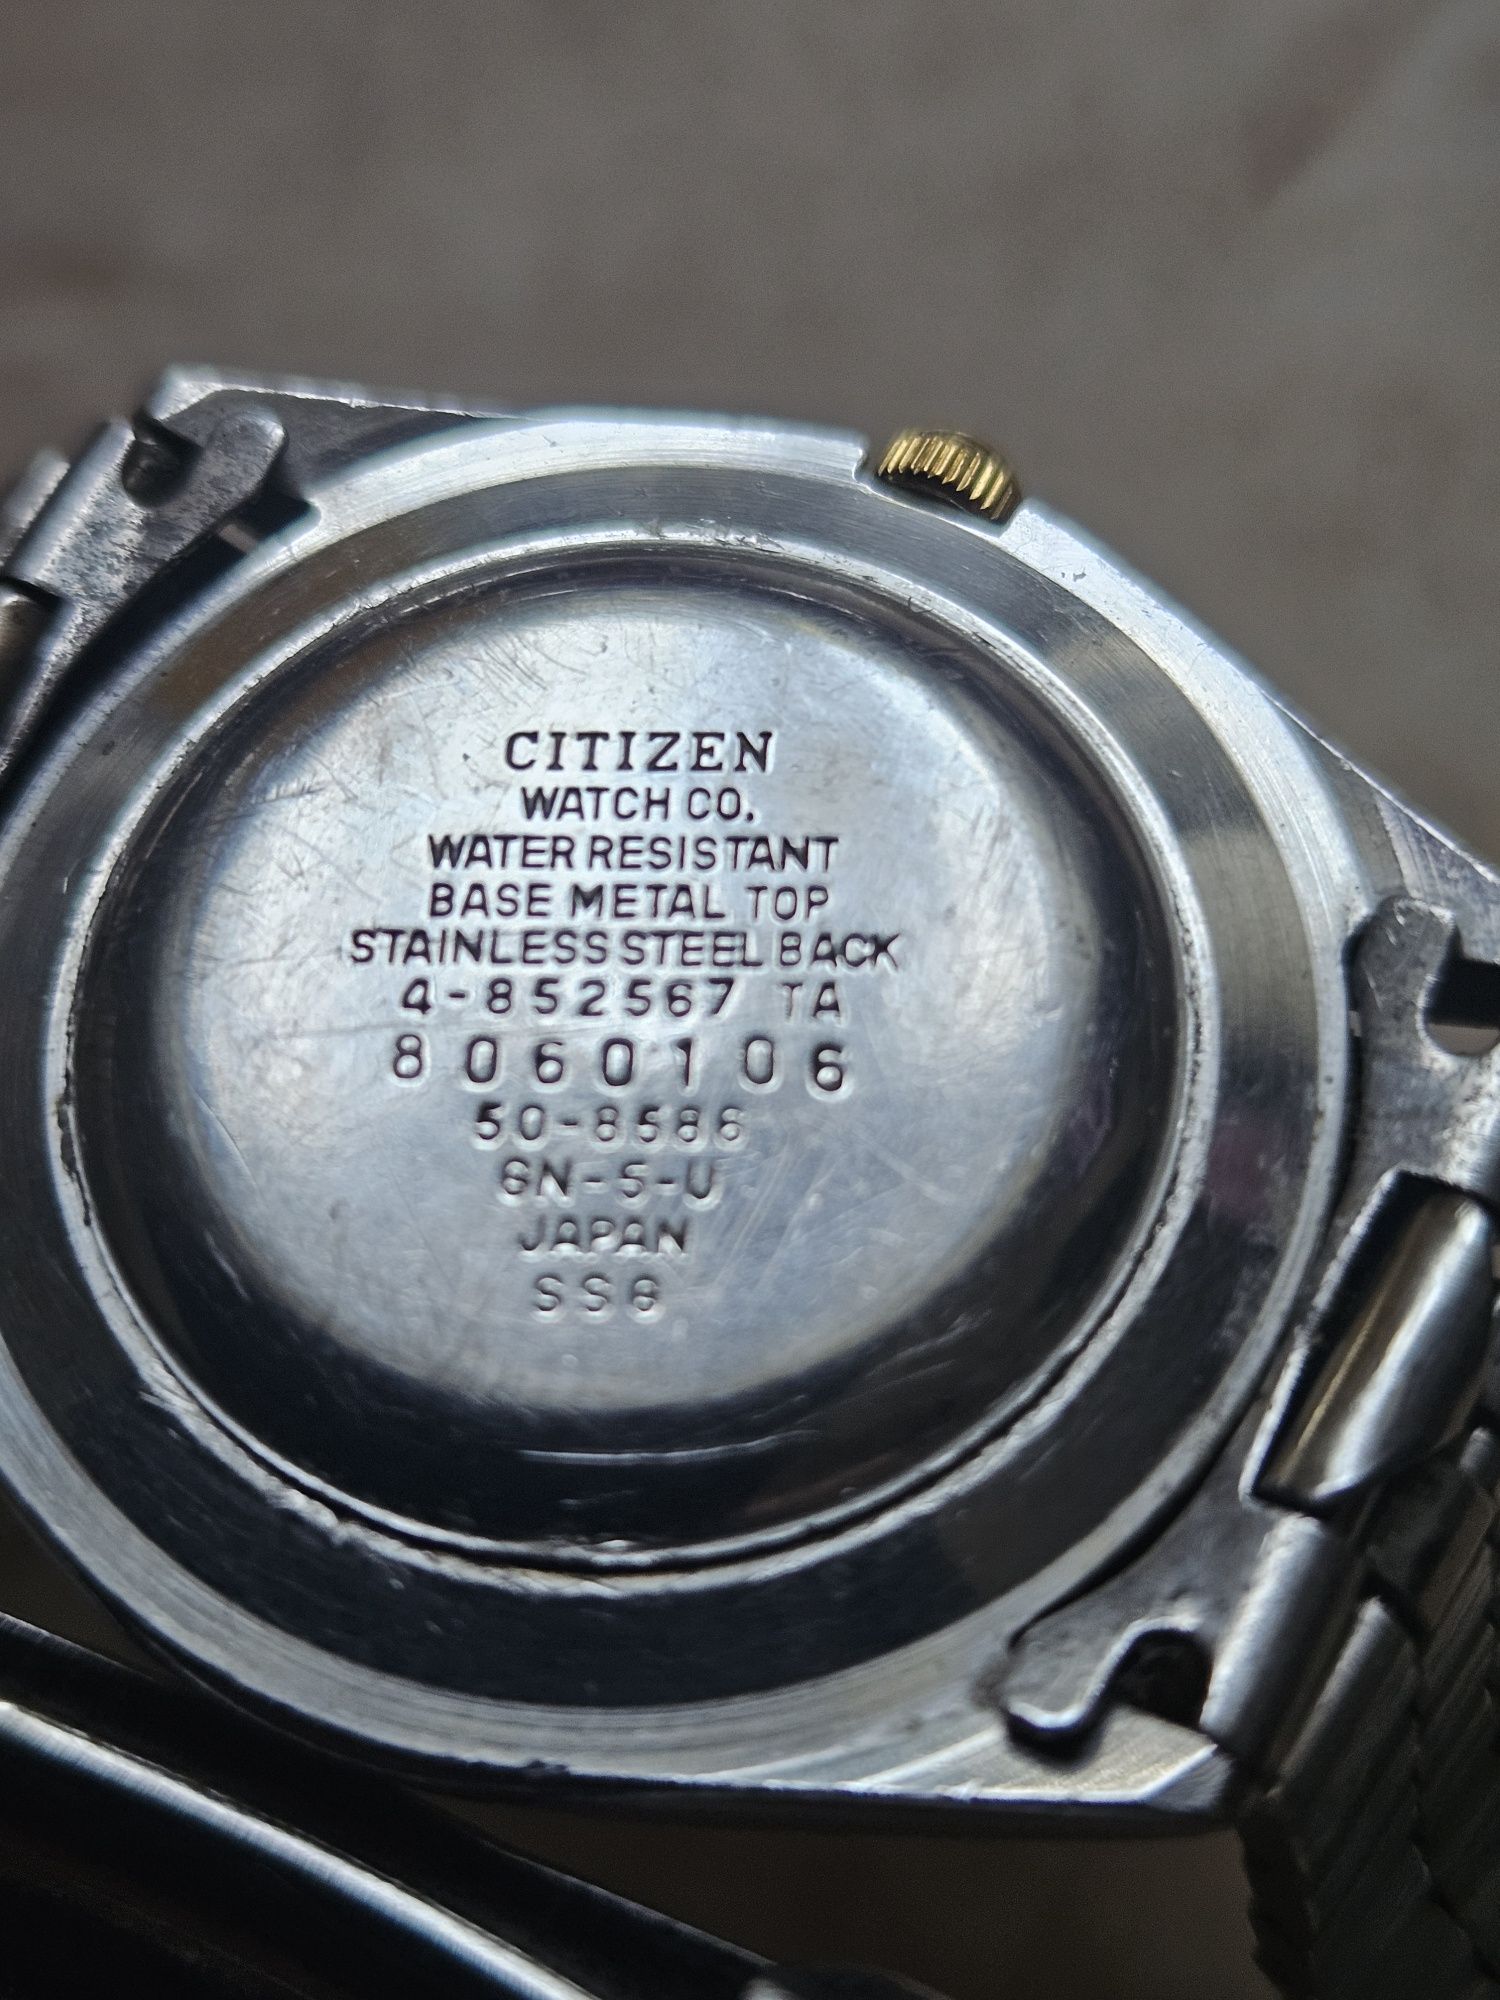 CITIZEN
WATCH CO.
WATER RESISTANT
BASE METAL TOP
STAINLESS STEEL BACK
4-852567 TA
8060106
50-8586
GN-5-U
JAPAN
SS8